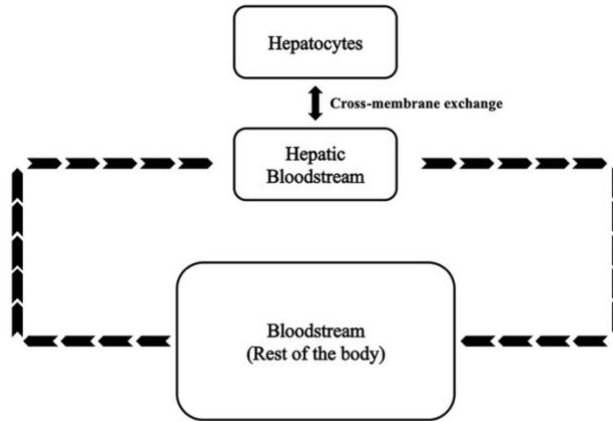 Hepatocytes
Cross-membrane exchange
Hepatic
Bloodstream
Bloodstream
(Rest of the body)